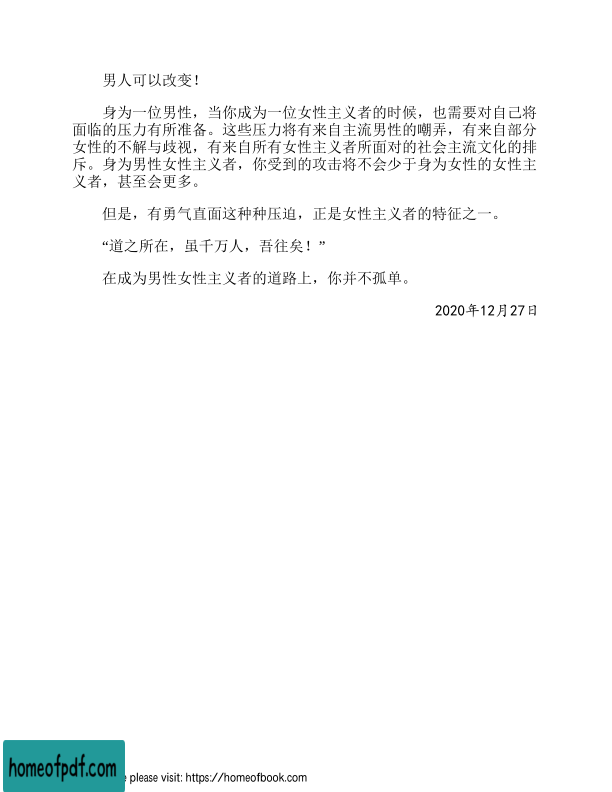 男人可以改变！
身为一位男性，当你成为一位女性主义者的时候，也需要对自己将
面临的压力有所准备。这些压力将有来自主流男性的嘲弄，有来自部分
女性的不解与歧视，有来自所有女性主义者所面对的社会主流文化的排
斥。身为男性女性主义者，你受到的攻击将不会少于身为女性的女性主
义者，甚至会更多。
但是，有勇气直面这种种压迫，正是女性主义者的特征之一。
“道之所在，虽千万人，吾往矣！”
在成为男性女性主义者的道路上，你并不孤单。
2020年12月27日
homeofpdf.com
please visit: https://homeofbook.com